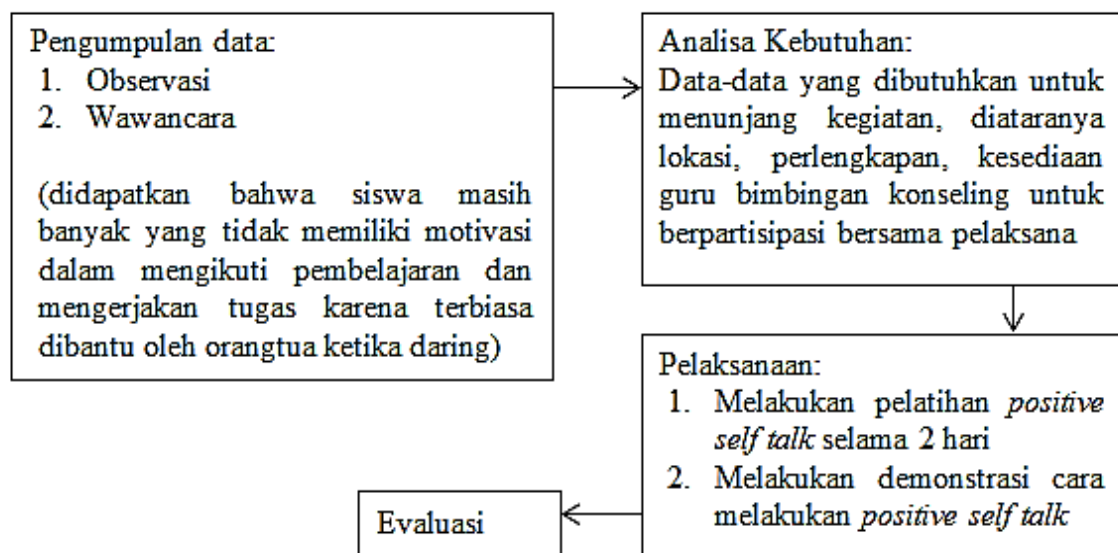 Pengumpulan data:
1. Observasi
2. Wawancara
(didapatkan bahwa siswa masih
banyak yang tidak memiliki motivasi
dalam mengikuti pembelajaran dan
mengerjakan tugas karena terbiasa
dibantu oleh orangtua ketika daring)
Analisa Kebutuhan:
Data-data yang dibutuhkan untuk
menunjang kegiatan, diataranya
lokasi, perlengkapan, kesediaan
guru bimbingan konseling untuk
berpartisipasi bersama pelaksana
Pelaksanaan:
1. Melakukan pelatihan positive
self talk selama 2 hari
2. Melakukan demonstrasi cara
melakukan positive self talk
Evaluasi